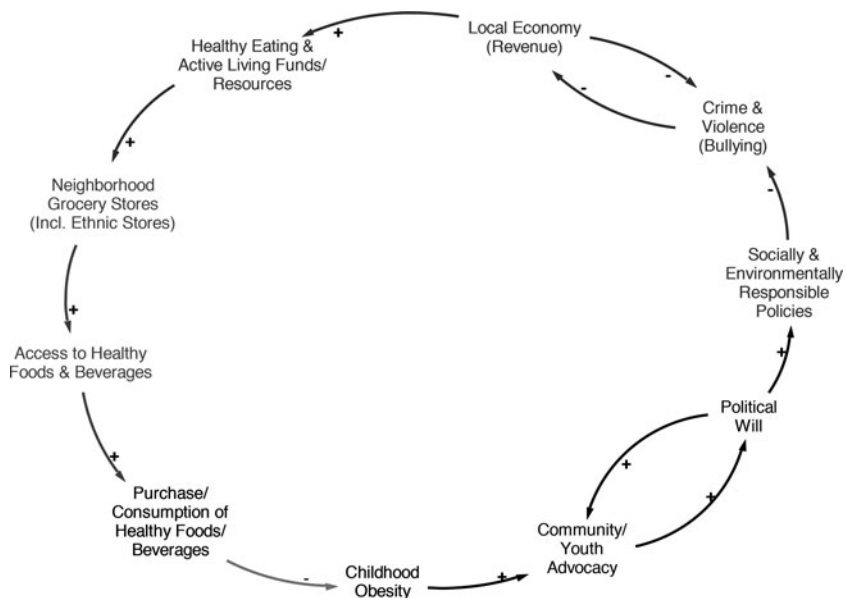 Local Economy
(Revenue)
+
-
-
Crime &
Violence
(Bullying)
-
Socially &
Environmentally
Responsible
Policies
+
Political
Will
+
+
Community/
Youth
Advocacy
+
Childhood
Obesity
-
Purchase/
Consumption of
Healthy Foods/
Beverages
+
Access to Healthy
Foods & Beverages
+
Neighborhood
Grocery Stores
(Incl. Ethnic Stores)
+
Healthy Eating &
Active Living Funds/
Resources